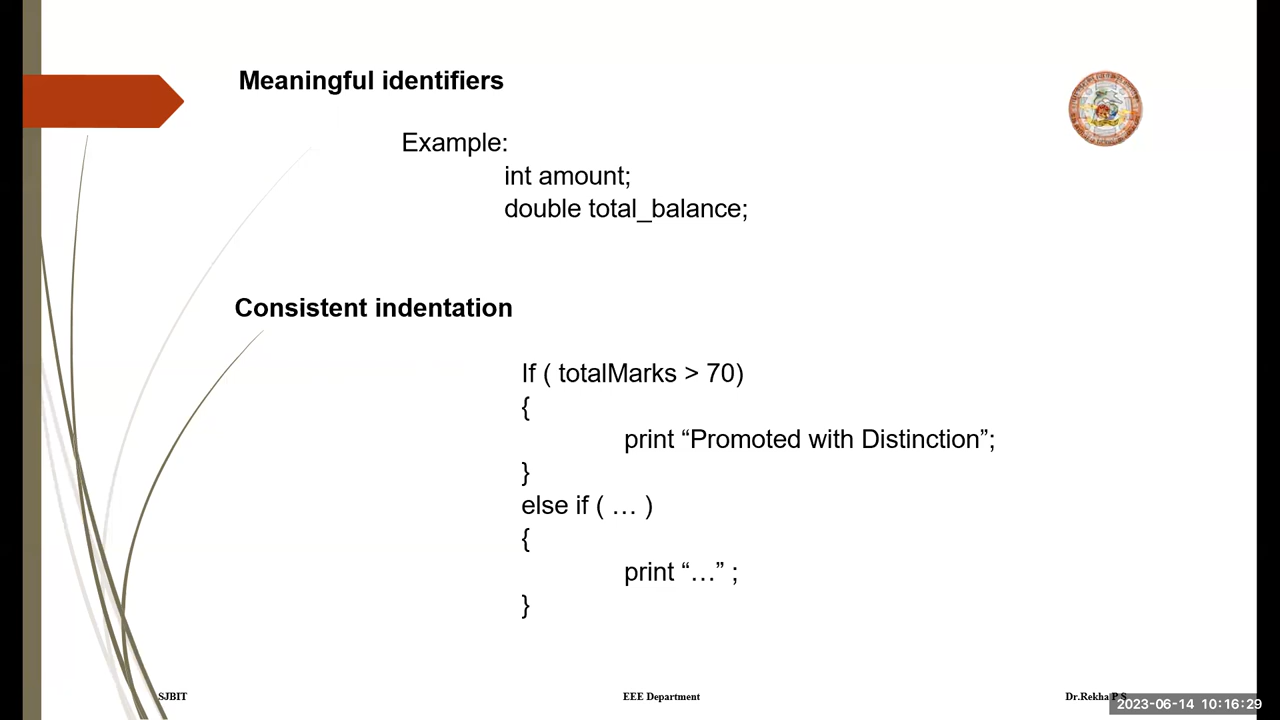 Meaningful identifiers
Example:
int amount;
double total_balance;
Consistent indentation
If ( totalMarks > 70)
{
print “Promoted with Distinction”;
}
else if ( … )
{
print “…” ;
}
SJBIT
EEE Department
Dr.Rekha P S
2023-06-14 10:16:29